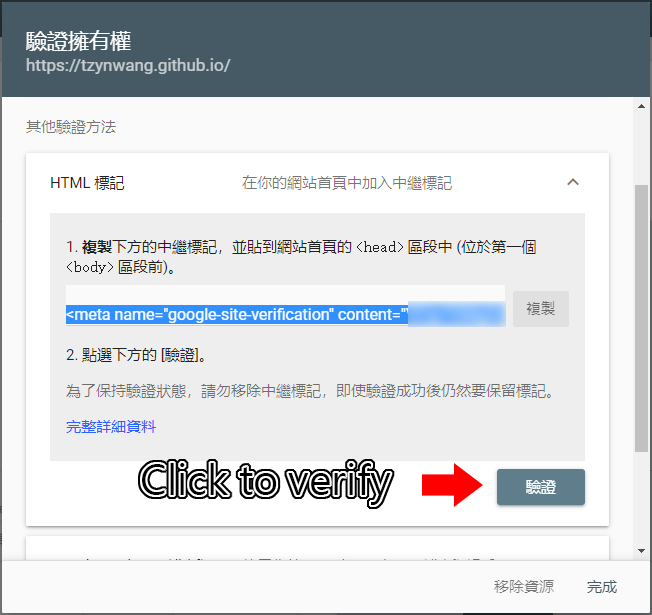 驗證擁有權
https://tzynwang.github.io/
其他驗證方法
HTML 標記
在你的網站首頁中加入中繼標記
1. 複製下方的中繼標記，並貼到網站首頁的 <head> 區段中 (位於第一個
<body> 區段前)。
<meta name="google-site-verification" content="
複製
2. 點選下方的 [驗證]。
為了保持驗證狀態，請勿移除中繼標記，即使驗證成功後仍然要保留標記。
完整詳細資料
Click to verify
驗證
移除資源
完成